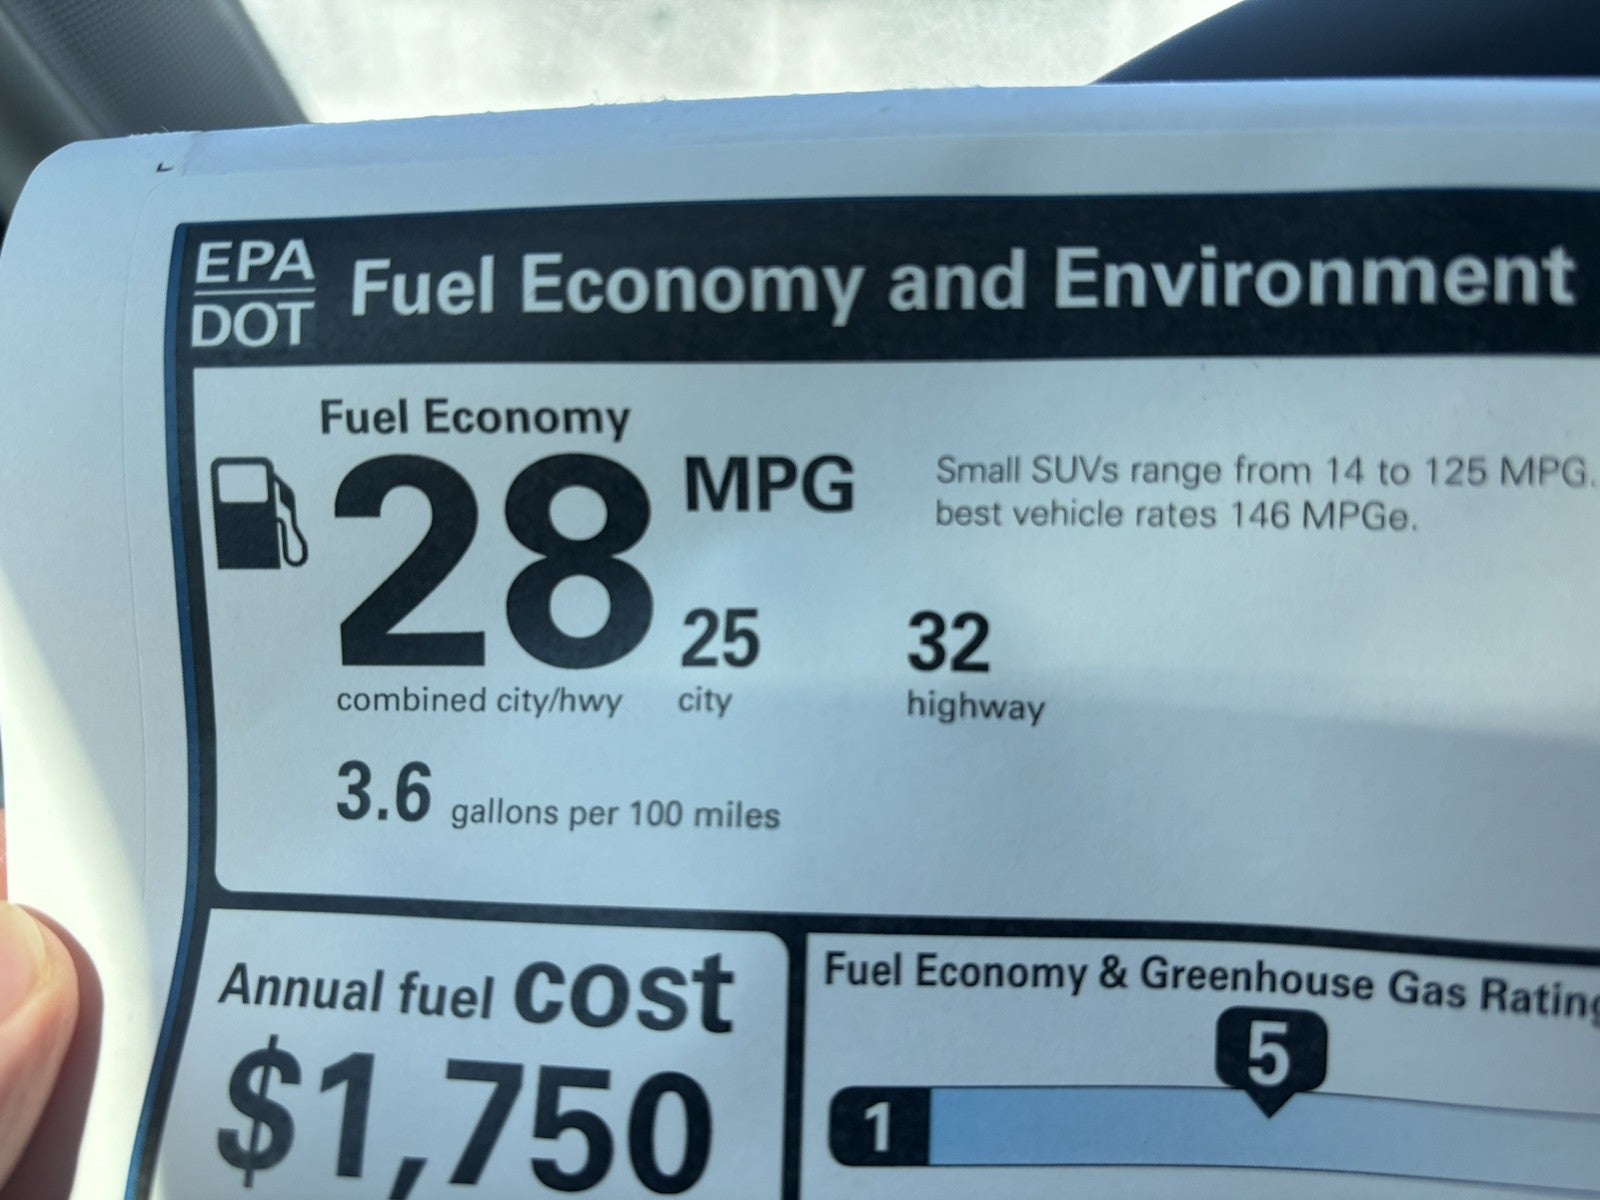 EPA
DOT
Fuel Economy and Environment
Fuel Economy
28 MPG
Small SUVs range from 14 to 125 MPG.
best vehicle rates 146 MPGe.
25
32
combined city/hwy
city
highway
3.6 gallons per 100 miles
Annual fuel cost
$1,750
Fuel Economy & Greenhouse Gas Rating
5
1